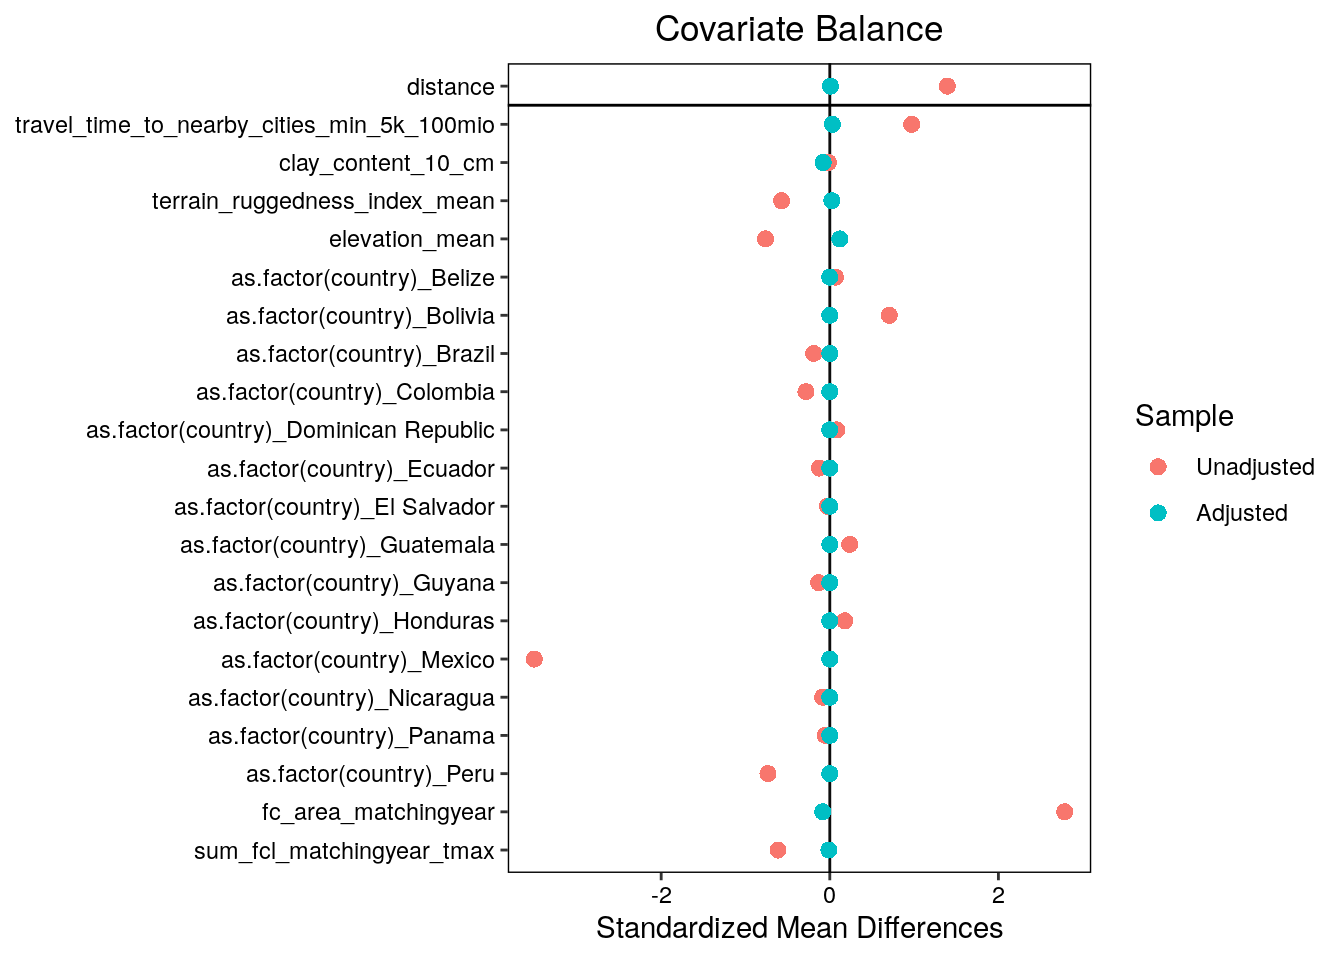 Covariate Balance
distance
travel_time_to_nearby_cities_min_5k_100mio
clay_content_10_cm
terrain_ruggedness_index_mean
elevation_mean
as.factor(country)_Belize
as.factor(country)_Bolivia
as.factor(country)_Brazil
as.factor(country)_Colombia
as.factor(country)_Dominican Republic
as.factor(country)_Ecuador
as.factor(country)_El Salvador
as.factor(country)_Guatemala
as.factor(country)_Guyana
as.factor(country)_Honduras
as.factor(country)_Mexico
as.factor(country)_Nicaragua
as.factor(country)_Panama
as.factor(country)_Peru
fc_area_matchingyear
sum_fcl_matchingyear_tmax
-2 0 2
Standardized Mean Differences
Sample
Unadjusted
Adjusted